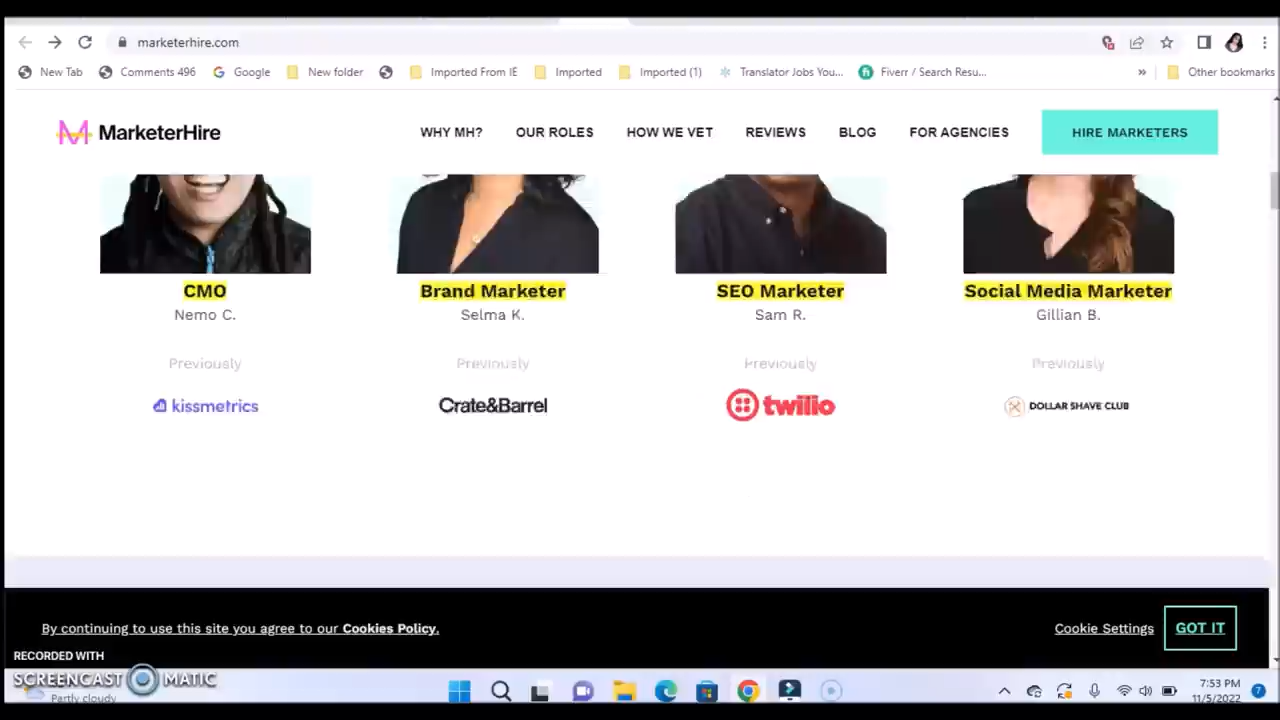 marketerhire.com
New Tab Comments 496 Google New folder Imported From IE Imported Imported (1) Translator Jobs You... Fiverr / Search Resu... » Other bookmarks
MarketerHire WHY MH? OUR ROLES HOW WE VET REVIEWS BLOG FOR AGENCIES HIRE MARKETERS
CMO Brand Marketer SEO Marketer Social Media Marketer
Nemo C. Selma K. Sam R. Gillian B.
Previously Previously Previously Previously
kissmetrics Crate&Barrel twilio DOLLAR SHAVE CLUB
By continuing to use this site you agree to our Cookies Policy. Cookie Settings GOT IT
RECORDED WITH
SCREENCAST MATIC
Partly cloudy
7:53 PM
11/5/2022 7